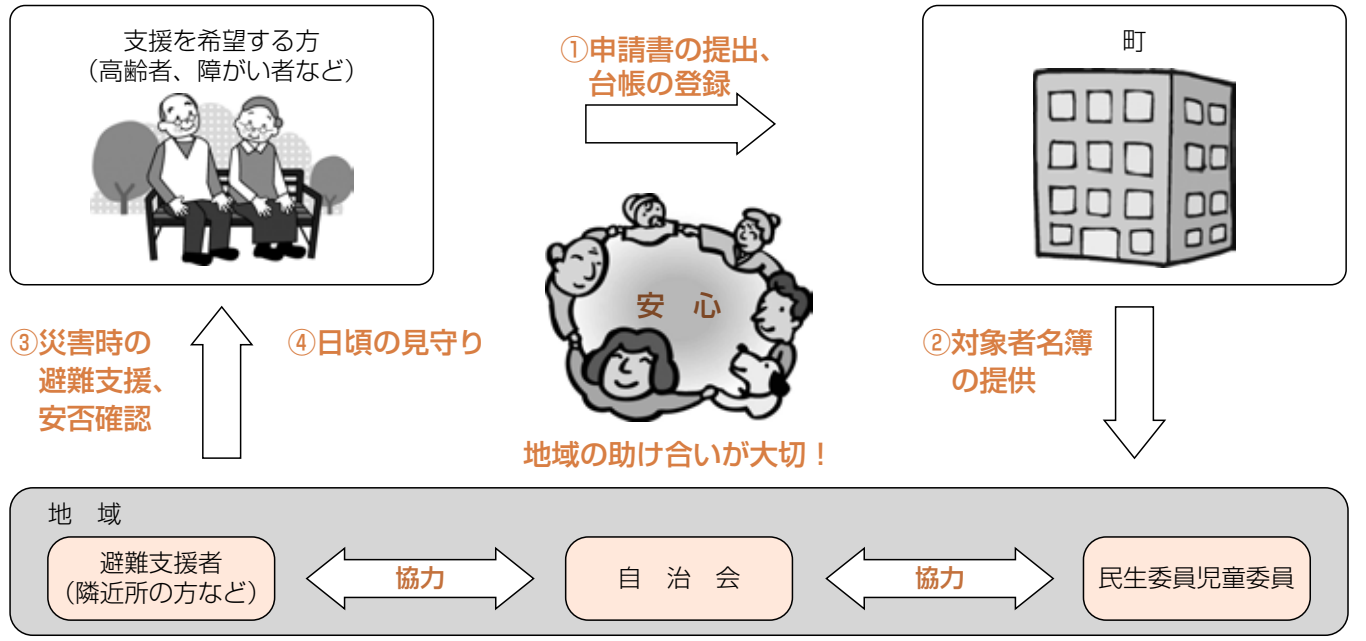 支援を希望する方
（高齢者、障がい者など）
①申請書の提出、
台帳の登録
町
安　心
③災害時の
避難支援、
安否確認
④日頃の見守り
②対象者名簿
の提供
地域の助け合いが大切！
地　域
避難支援者
（隣近所の方など）
協力
自　治　会
協力
民生委員児童委員